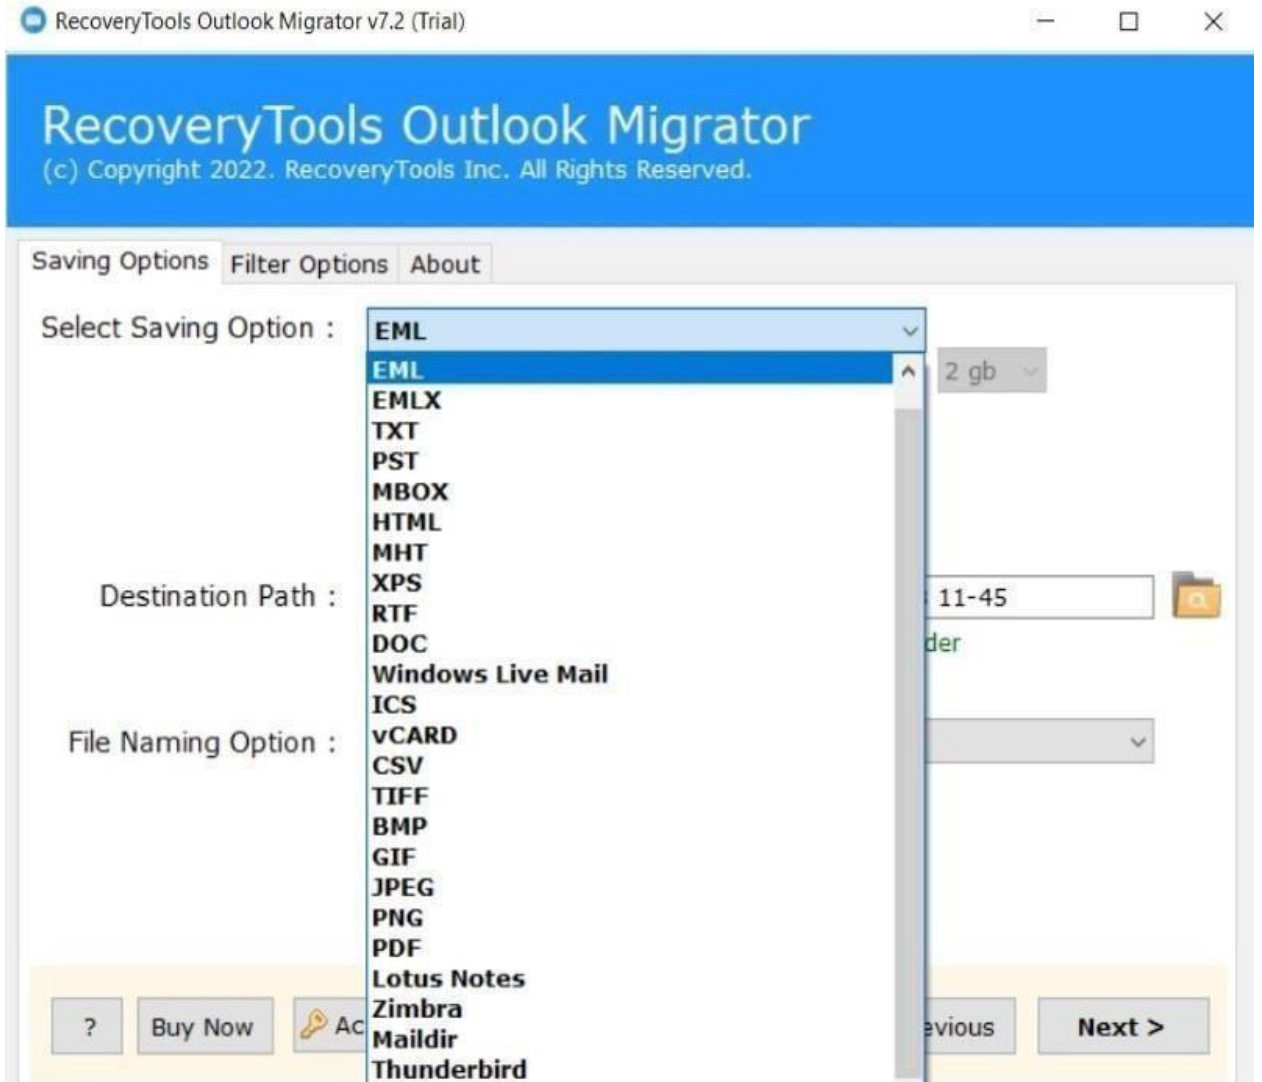 RecoveryTools Outlook Migrator v7.2 (Trial)
RecoveryTools Outlook Migrator
(c) Copyright 2022. RecoveryTools Inc. All Rights Reserved.
Saving Options Filter Options About
Select Saving Option : EML
EML
2 gb
EMLX
TXT
PST
MBOX
HTML
MHT
XPS
Destination Path : 11-45
RTF
DOC
Windows Live Mail
ICS
vCARD
File Naming Option :
CSV
TIFF
BMP
GIF
JPEG
PNG
PDF
Lotus Notes
Zimbra
? Buy Now Next >
Maildir
Thunderbird